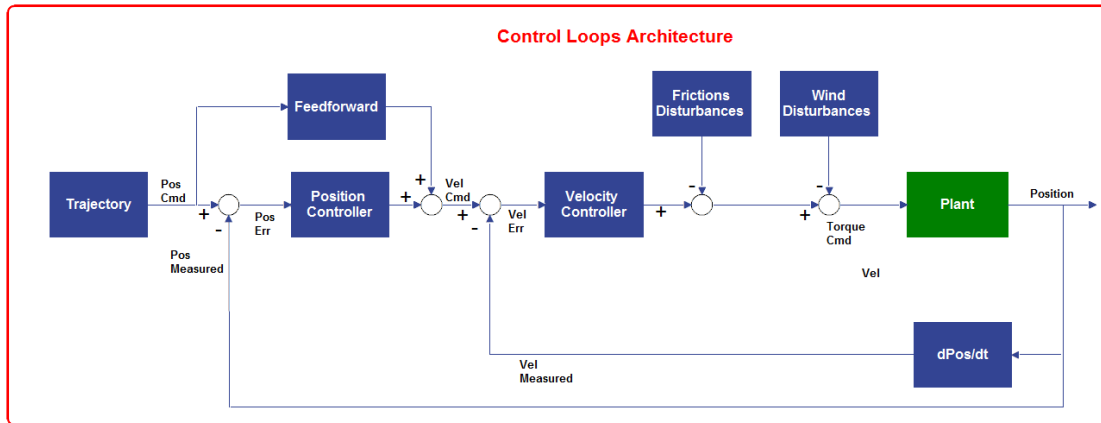 Control Loops Architecture
Feedforward
Frictions
Disturbances
Wind
Disturbances
Trajectory
Pos
Cmd
+
-
Pos
Err
Pos
Measured
Position
Controller
+
+
Vel
Cmd
+
-
Vel
Err
Velocity
Controller
+
-
+
-
Torque
Cmd
Plant
Position
Vel
dPos/dt
Vel
Measured